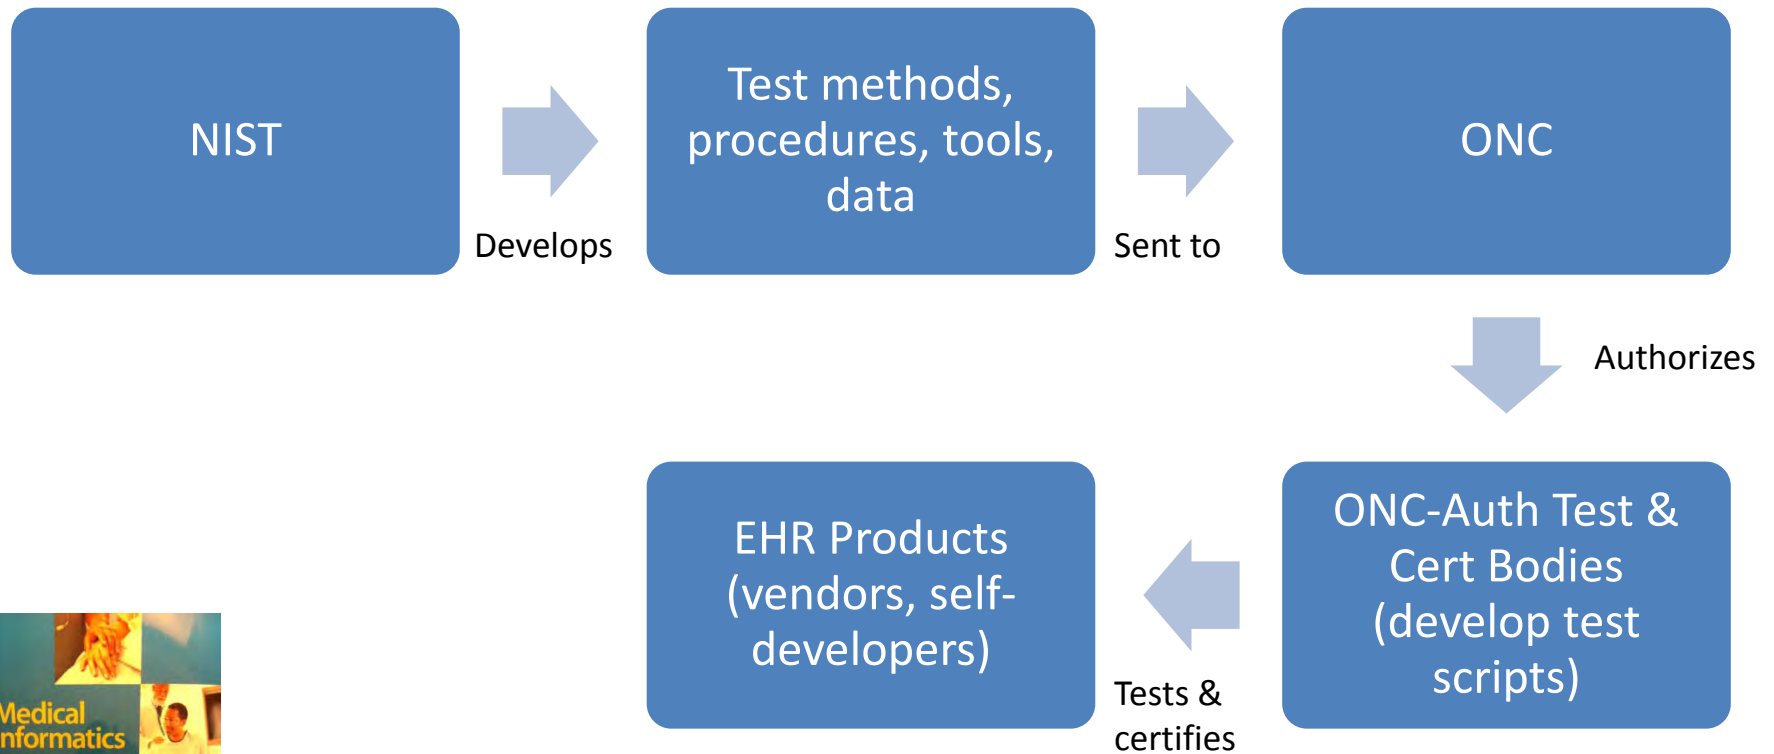 NIST
Develops
Test methods,
procedures, tools,
data
Sent to
ONC
Authorizes
ONC-Auth Test &
Cert Bodies
(develop test
scripts)
Tests &
certifies
EHR Products
(vendors, self-
developers)
Medical
Informatics